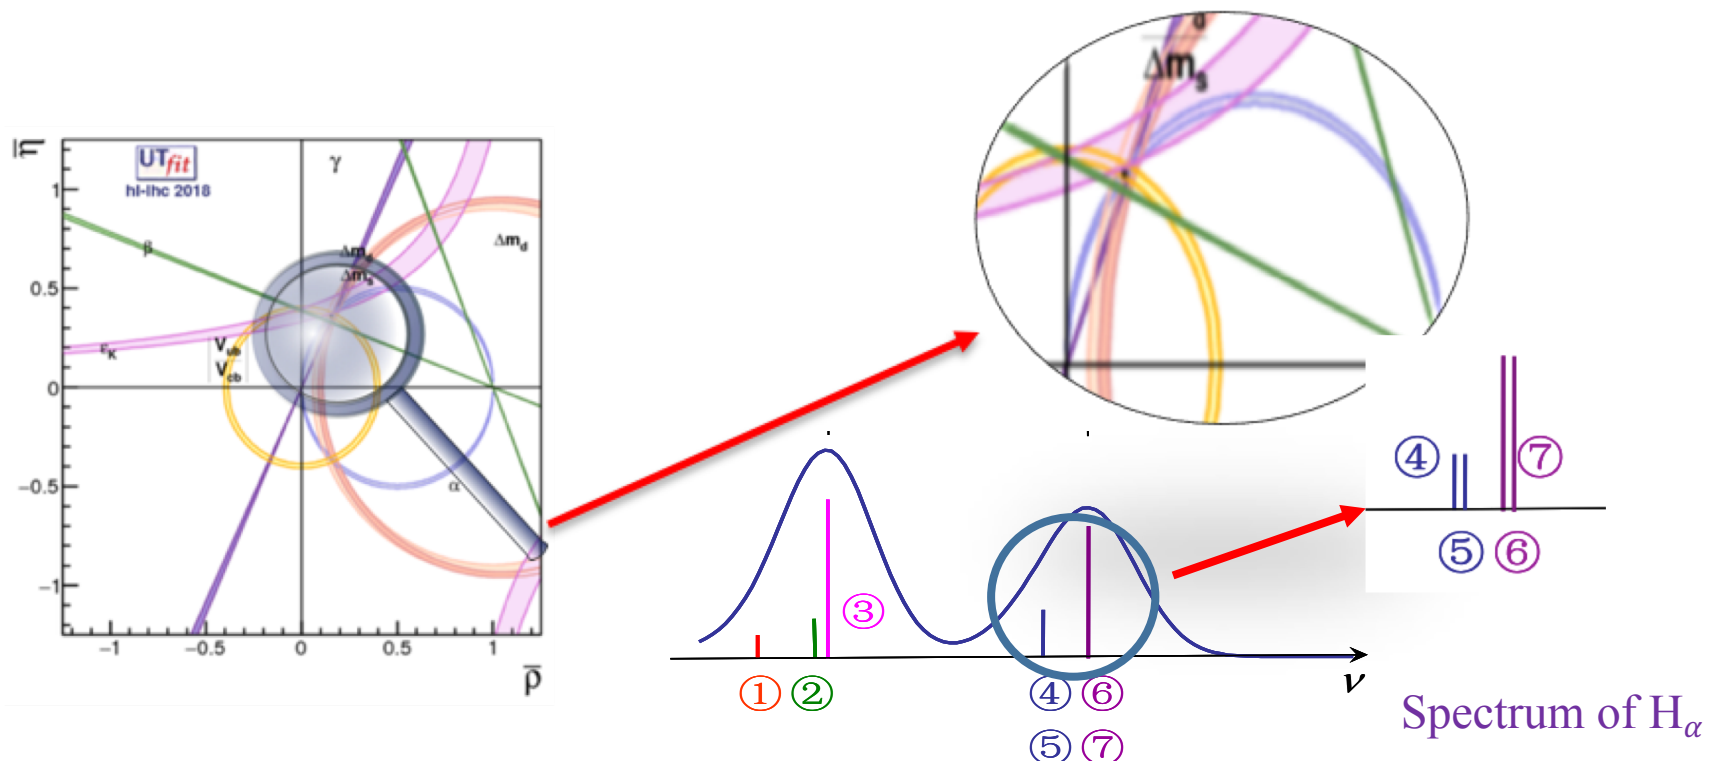 η̅
UTfit
hl-lhc 2018
γ
β
Δm_d
Δm_s
Δm_d
ε_K
V_ub
V_cb
α
1
0.5
0
−0.5
−1
−1
−0.5
0
0.5
1
ρ̅
d
Δm_s
③
① ②
④ ⑥
⑤ ⑦
ν
④ ⑦
⑤ ⑥
Spectrum of H_α